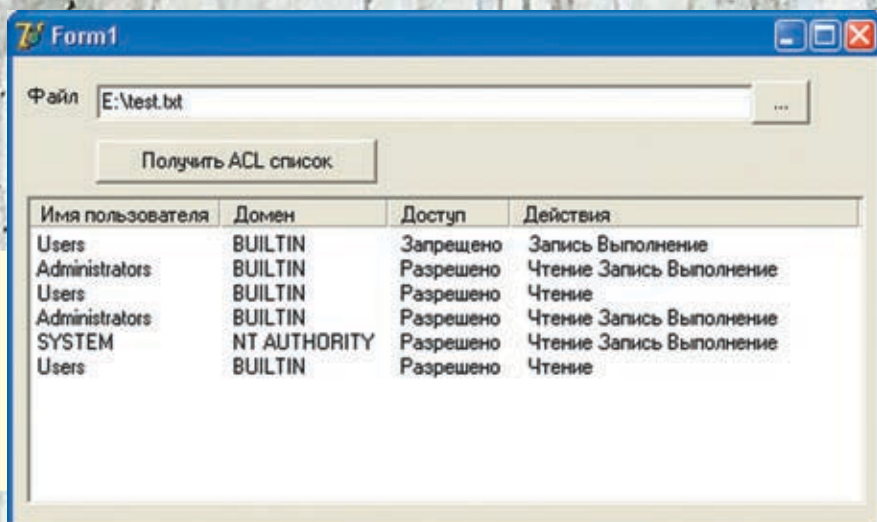 Form1
Файл E:\test.txt ...
Получить ACL список
Имя пользователя Домен Доступ Действия
Users BUILTIN Запрещено Запись Выполнение
Administrators BUILTIN Разрешено Чтение Запись Выполнение
Users BUILTIN Разрешено Чтение
Administrators BUILTIN Разрешено Чтение Запись Выполнение
SYSTEM NT AUTHORITY Разрешено Чтение Запись Выполнение
Users BUILTIN Разрешено Чтение